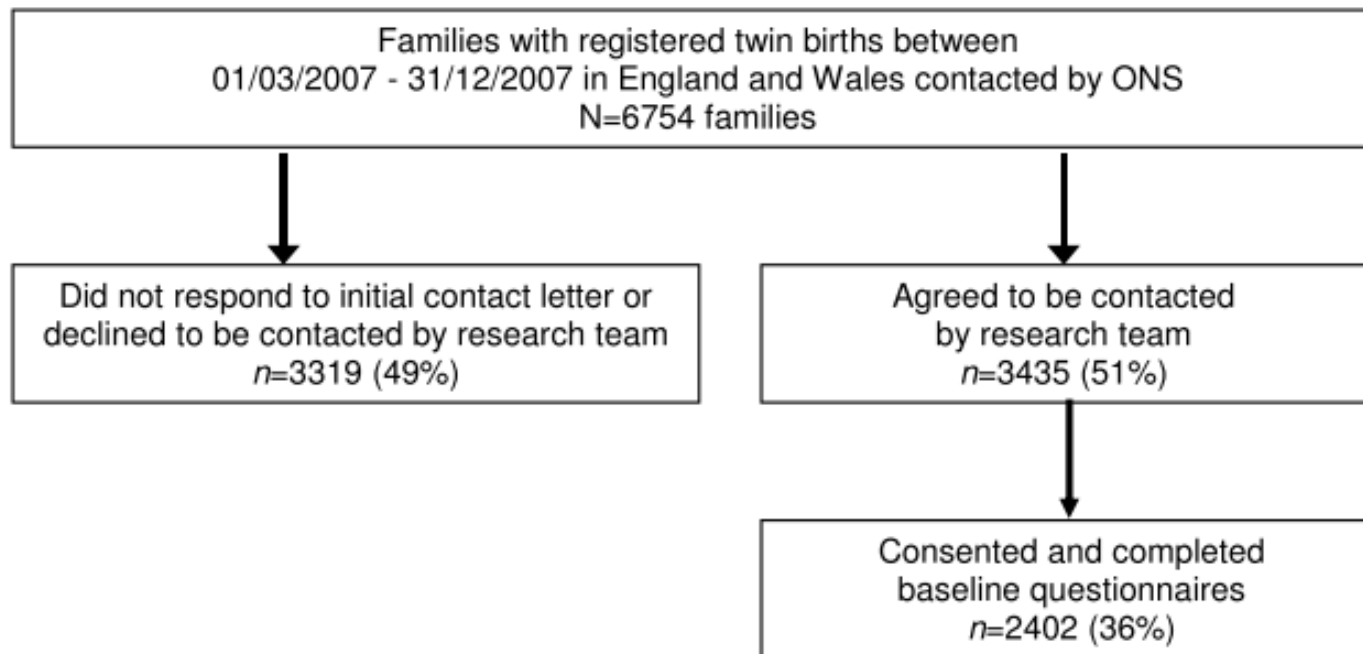 Families with registered twin births between
01/03/2007 - 31/12/2007 in England and Wales contacted by ONS
N=6754 families
Did not respond to initial contact letter or
declined to be contacted by research team
n=3319 (49%)
Agreed to be contacted
by research team
n=3435 (51%)
Consented and completed
baseline questionnaires
n=2402 (36%)